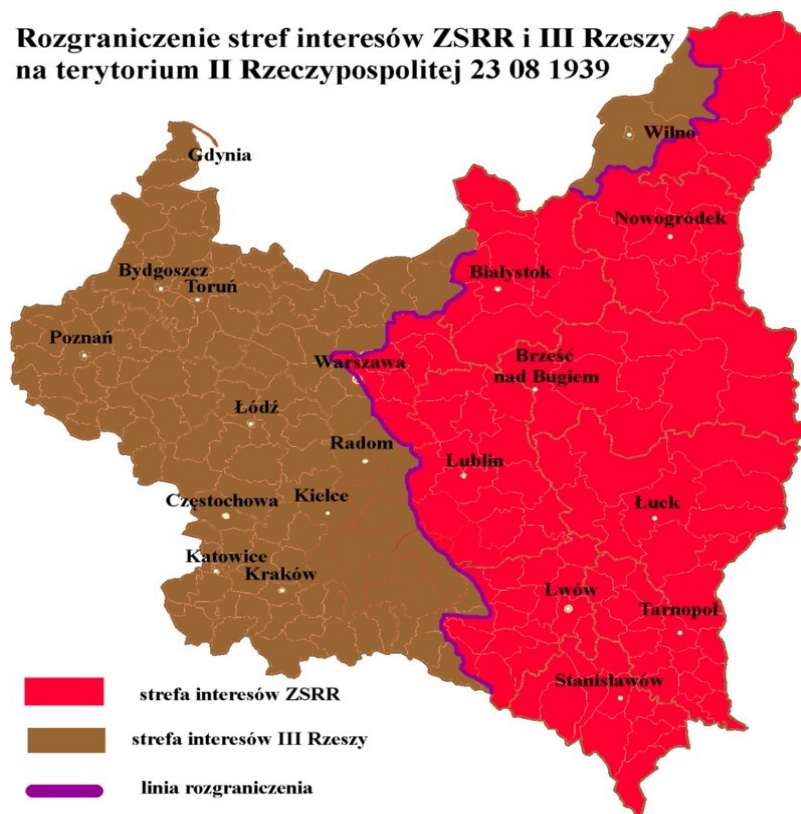 Rozgraniczenie stref interesów ZSRR i III Rzeszy
na terytorium II Rzeczypospolitej 23 08 1939
Wilno
Gdynia
Nowogródek
Bydgoszcz
Toruń
Białystok
Poznań
Warszawa
Brześć
nad Bugiem
Łódź
Radom
Lublin
Częstochowa
Kielce
Łuck
Katowice
Kraków
Lwów
Tarnopol
Stanisławów
strefa interesów ZSRR
strefa interesów III Rzeszy
linia rozgraniczenia